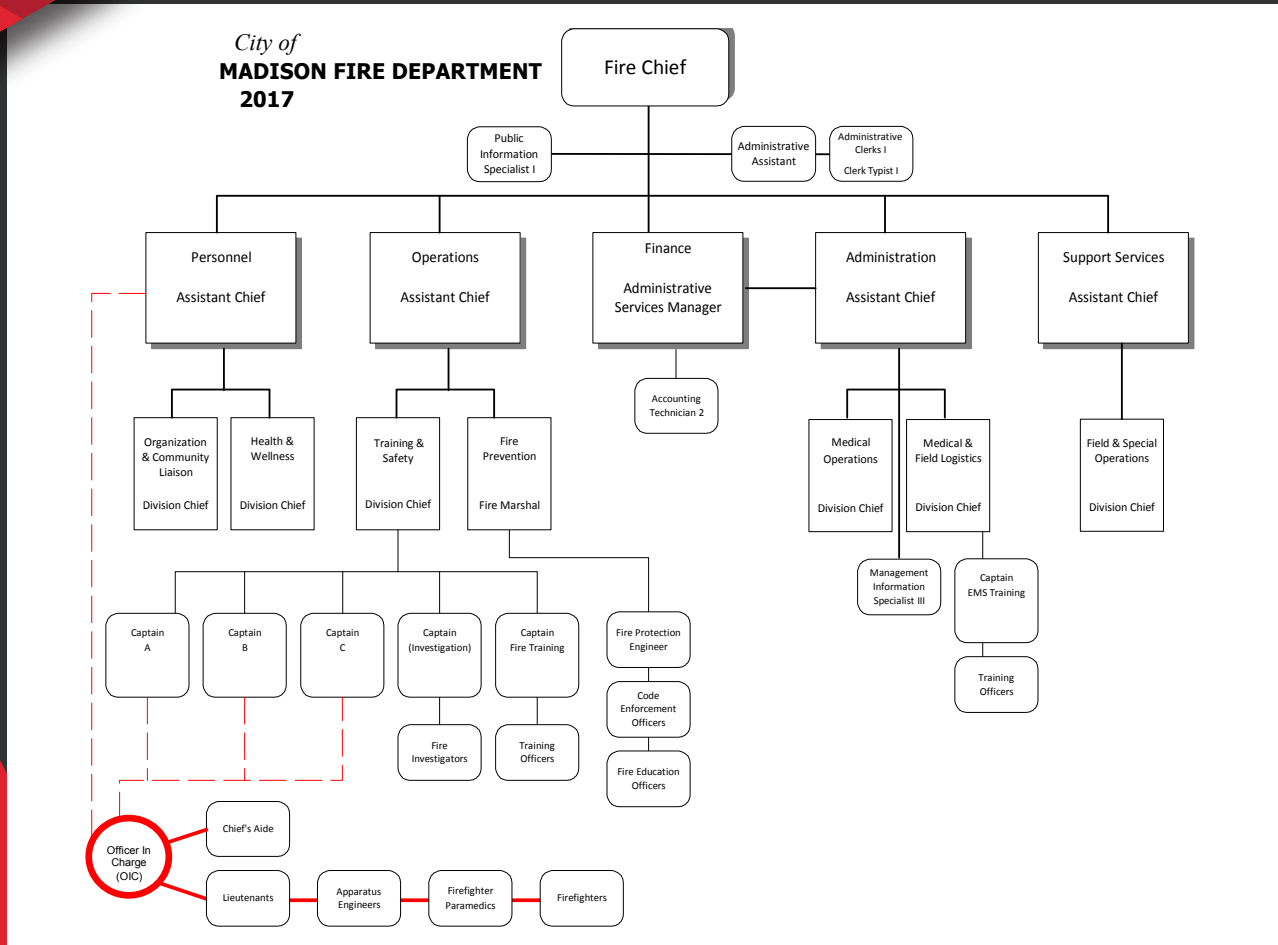 City of
MADISON FIRE DEPARTMENT
2017
Fire Chief
Public
Information
Specialist I
Administrative
Assistant
Administrative
Clerks I
Clerk Typist I
Personnel
Assistant Chief
Operations
Assistant Chief
Finance
Administrative
Services Manager
Administration
Assistant Chief
Support Services
Assistant Chief
Accounting
Technician 2
Organization
& Community
Liaison
Division Chief
Health &
Wellness
Division Chief
Training &
Safety
Division Chief
Fire
Prevention
Fire Marshal
Medical
Operations
Division Chief
Medical &
Field Logistics
Division Chief
Field & Special
Operations
Division Chief
Management
Information
Specialist III
Captain
EMS Training
Training
Officers
Captain
A
Captain
B
Captain
C
Captain
(Investigation)
Captain
Fire Training
Fire Protection
Engineer
Code
Enforcement
Officers
Fire Education
Officers
Fire
Investigators
Training
Officers
Officer In
Charge
(OIC)
Chief's Aide
Lieutenants
Apparatus
Engineers
Firefighter
Paramedics
Firefighters